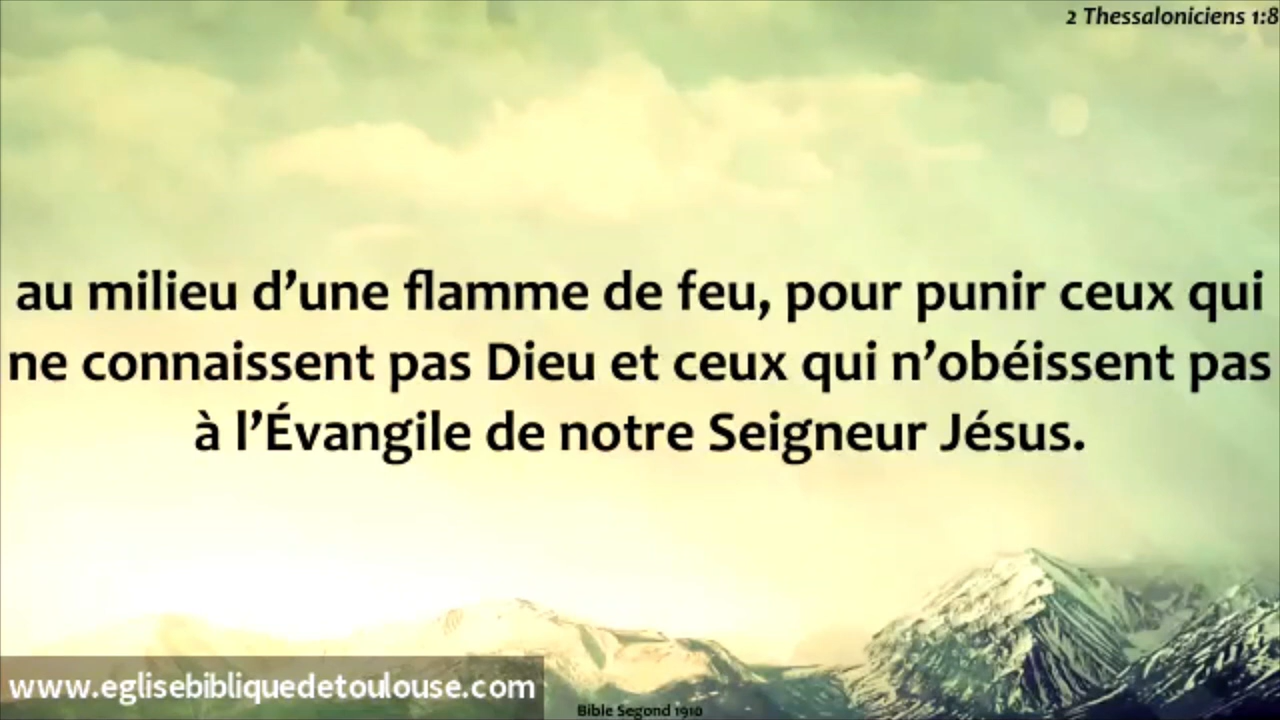 2 Thessaloniciens 1:8
au milieu d’une flamme de feu, pour punir ceux qui
ne connaissent pas Dieu et ceux qui n’obéissent pas
à l’Évangile de notre Seigneur Jésus.
www.eglisebibliquedetoulouse.com
Bible Segond 1910